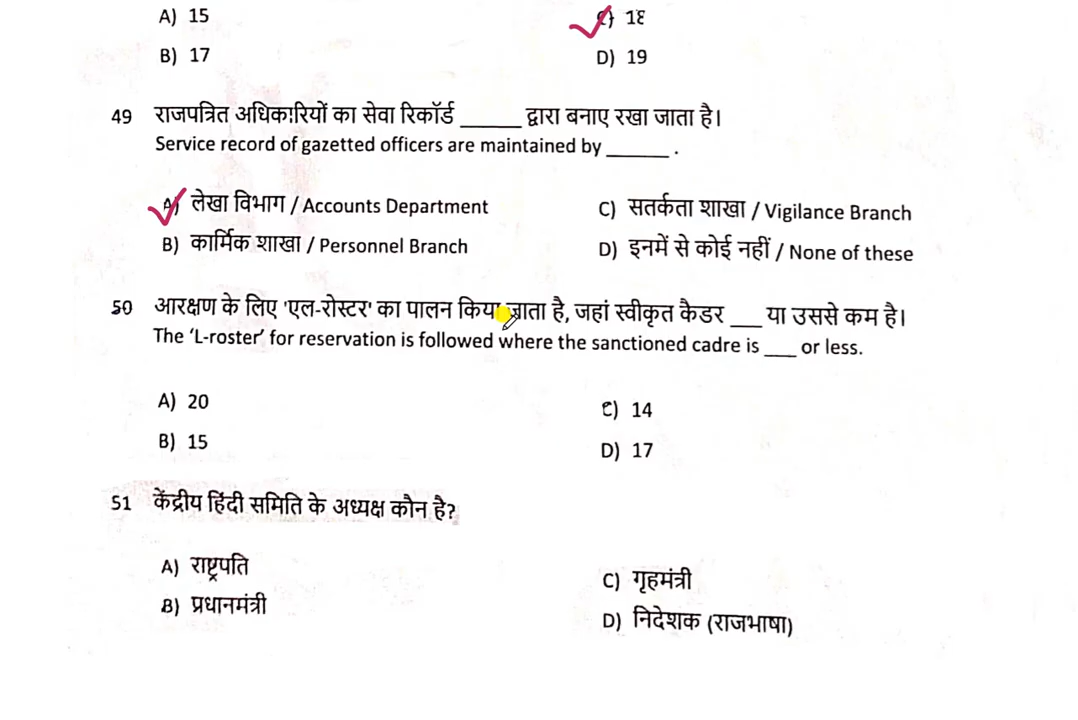 A) 15
C) 18
B) 17
D) 19
49 राजपत्रित अधिकारियों का सेवा रिकॉर्ड ______ द्वारा बनाए रखा जाता है।
Service record of gazetted officers are maintained by ______ .
A) लेखा विभाग / Accounts Department
C) सतर्कता शाखा / Vigilance Branch
B) कार्मिक शाखा / Personnel Branch
D) इनमें से कोई नहीं / None of these
50 आरक्षण के लिए 'एल-रोस्टर' का पालन किया जाता है, जहां स्वीकृत कैडर ___ या उससे कम है।
The ‘L-roster’ for reservation is followed where the sanctioned cadre is ___ or less.
A) 20
C) 14
B) 15
D) 17
51 केंद्रीय हिंदी समिति के अध्यक्ष कौन है?
A) राष्ट्रपति
C) गृहमंत्री
B) प्रधानमंत्री
D) निदेशक (राजभाषा)